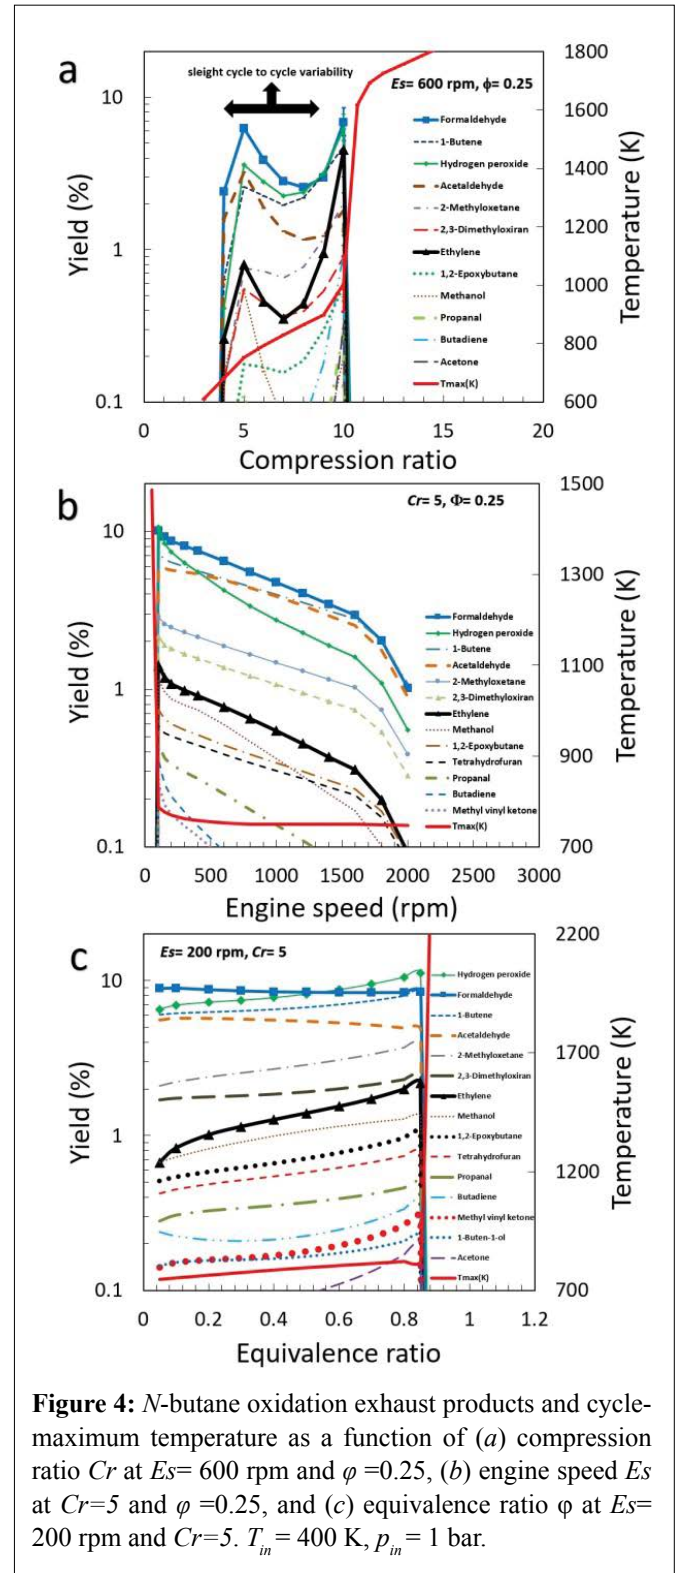 a
sleight cycle to cycle variability
Es= 600 rpm, ϕ= 0.25
Yield (%)
10
1
0.1
Formaldehyde
1-Butene
Hydrogen peroxide
Acetaldehyde
2-Methyloxetane
2,3-Dimethyloxiran
Ethylene
1,2-Epoxybutane
Methanol
Propanal
Butadiene
Acetone
Tmax(K)
1800
1600
1400
1200
1000
800
600
Temperature (K)
0 5 10 15 20
Compression ratio
b
Cr= 5, Φ= 0.25
Yield (%)
10
1
0.1
Formaldehyde
Hydrogen peroxide
1-Butene
Acetaldehyde
2-Methyloxetane
2,3-Dimethyloxiran
Ethylene
Methanol
1,2-Epoxybutane
Tetrahydrofuran
Propanal
Butadiene
Methyl vinyl ketone
Tmax(K)
1500
1300
1100
900
700
Temperature (K)
0 500 1000 1500 2000 2500 3000
Engine speed (rpm)
c
Es= 200 rpm, Cr= 5
Yield (%)
10
1
0.1
Hydrogen peroxide
Formaldehyde
1-Butene
Acetaldehyde
2-Methyloxetane
2,3-Dimethyloxiran
Ethylene
Methanol
1,2-Epoxybutane
Tetrahydrofuran
Propanal
Butadiene
Methyl vinyl ketone
1-Buten-1-ol
Acetone
Tmax(K)
2200
1700
1200
700
Temperature (K)
0 0.2 0.4 0.6 0.8 1 1.2
Equivalence ratio
Figure 4: N-butane oxidation exhaust products and cycle-
maximum temperature as a function of (a) compression
ratio Cr at Es= 600 rpm and φ =0.25, (b) engine speed Es
at Cr=5 and φ =0.25, and (c) equivalence ratio φ at Es=
200 rpm and Cr=5. Tin = 400 K, pin = 1 bar.